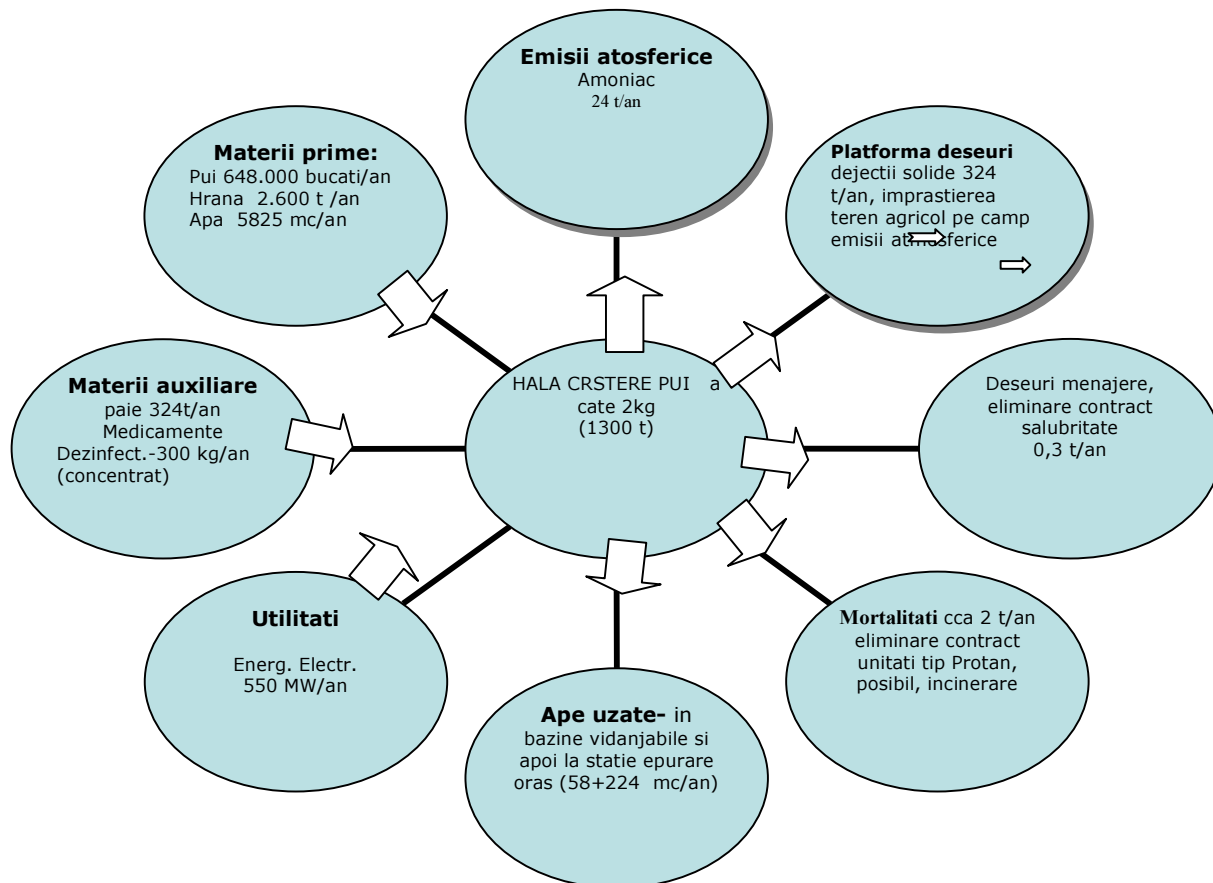 Emisii atosferice
Amoniac
24 t/an
Materii prime:
Pui 648.000 bucati/an
Hrana 2.600 t /an
Apa 5825 mc/an
Platforma deseuri
dejectii solide 324
t/an, imprastierea
teren agricol pe camp
emisii atmosferice
Materii auxiliare
paie 324t/an
Medicamente
Dezinfect.-300 kg/an
(concentrat)
HALA CRSTERE PUI a
cate 2kg
(1300 t)
Deseuri menajere,
eliminare contract
salubritate
0,3 t/an
Utilitati
Energ. Electr.
550 MW/an
Ape uzate- in
bazine vidanjabile si
apoi la statie epurare
oras (58+224 mc/an)
Mortalitati cca 2 t/an
eliminare contract
unitati tip Protan,
posibil, incinerare